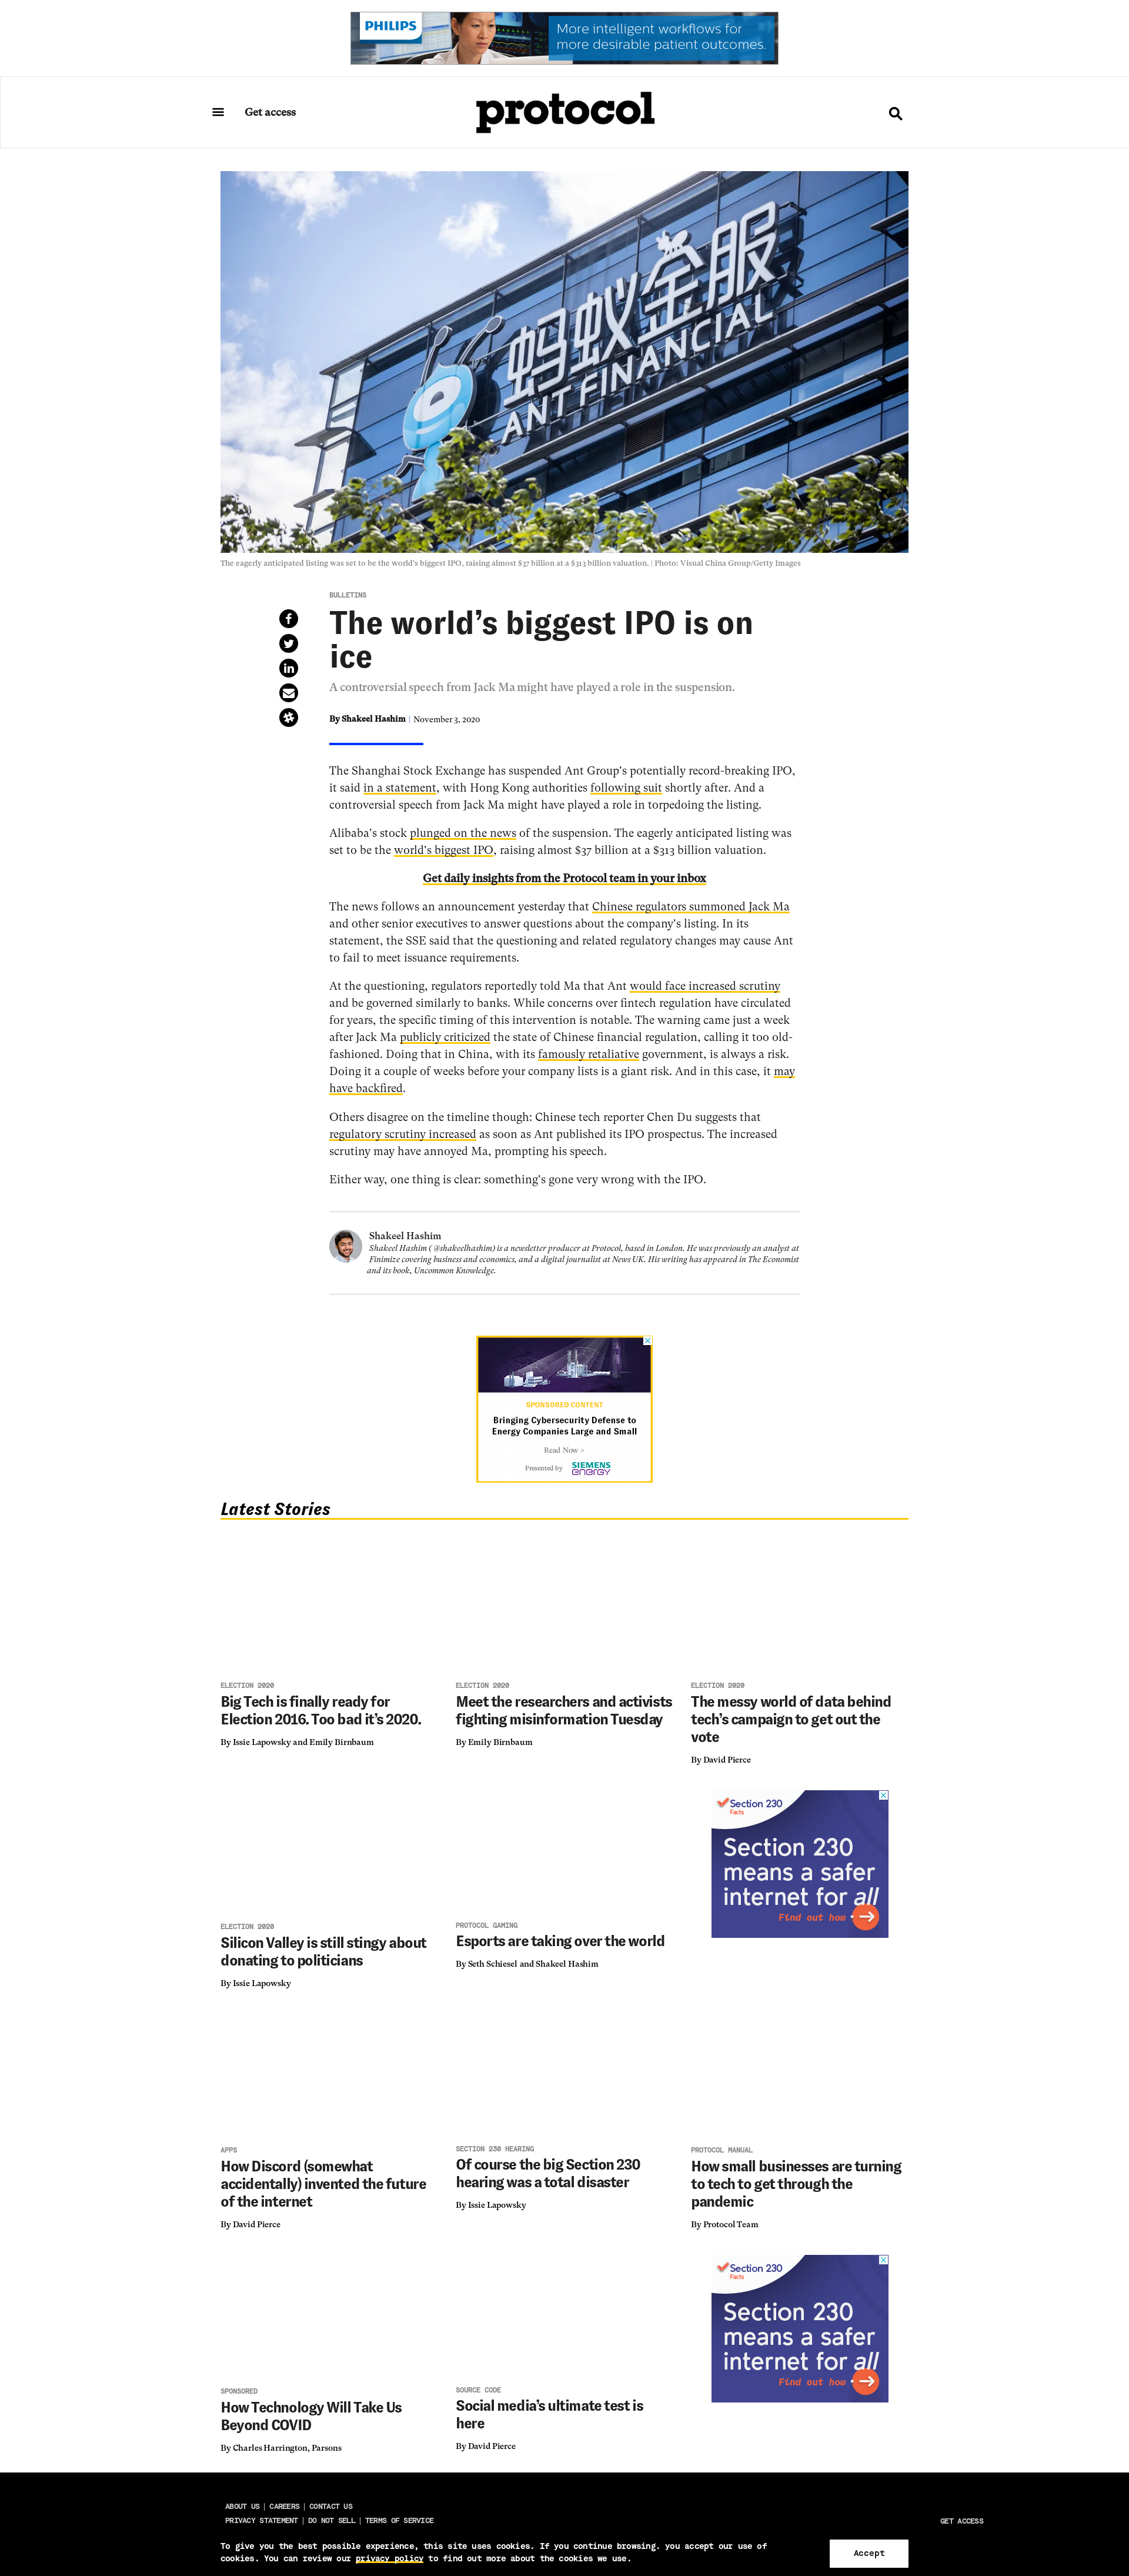 PHILIPS
More intelligent workflows for
more desirable patient outcomes.
Get access
protocol
蚂蚁金服
ANT FINANCIAL
The eagerly anticipated listing was set to be the world's biggest IPO, raising almost $37 billion at a $313 billion valuation. | Photo: Visual China Group/Getty Images
BULLETINS
The world’s biggest IPO is on
ice
A controversial speech from Jack Ma might have played a role in the suspension.
By Shakeel Hashim | November 3, 2020
The Shanghai Stock Exchange has suspended Ant Group's potentially record-breaking IPO,
it said in a statement, with Hong Kong authorities following suit shortly after. And a
controversial speech from Jack Ma might have played a role in torpedoing the listing.
Alibaba's stock plunged on the news of the suspension. The eagerly anticipated listing was
set to be the world's biggest IPO, raising almost $37 billion at a $313 billion valuation.
Get daily insights from the Protocol team in your inbox
The news follows an announcement yesterday that Chinese regulators summoned Jack Ma
and other senior executives to answer questions about the company's listing. In its
statement, the SSE said that the questioning and related regulatory changes may cause Ant
to fail to meet issuance requirements.
At the questioning, regulators reportedly told Ma that Ant would face increased scrutiny
and be governed similarly to banks. While concerns over fintech regulation have circulated
for years, the specific timing of this intervention is notable. The warning came just a week
after Jack Ma publicly criticized the state of Chinese financial regulation, calling it too old-
fashioned. Doing that in China, with its famously retaliative government, is always a risk.
Doing it a couple of weeks before your company lists is a giant risk. And in this case, it may
have backfired.
Others disagree on the timeline though: Chinese tech reporter Chen Du suggests that
regulatory scrutiny increased as soon as Ant published its IPO prospectus. The increased
scrutiny may have annoyed Ma, prompting his speech.
Either way, one thing is clear: something's gone very wrong with the IPO.
Shakeel Hashim
Shakeel Hashim ( @shakeelhashim) is a newsletter producer at Protocol, based in London. He was previously an analyst at
Finimize covering business and economics, and a digital journalist at News UK. His writing has appeared in The Economist
and its book, Uncommon Knowledge.
SPONSORED CONTENT
Bringing Cybersecurity Defense to
Energy Companies Large and Small
Read Now >
Presented by SIEMENS energy
Latest Stories
ELECTION 2020
Big Tech is finally ready for
Election 2016. Too bad it’s 2020.
By Issie Lapowsky and Emily Birnbaum
ELECTION 2020
Meet the researchers and activists
fighting misinformation Tuesday
By Emily Birnbaum
ELECTION 2020
The messy world of data behind
tech’s campaign to get out the
vote
By David Pierce
ELECTION 2020
Silicon Valley is still stingy about
donating to politicians
By Issie Lapowsky
PROTOCOL GAMING
Esports are taking over the world
By Seth Schiesel and Shakeel Hashim
Section 230
Facts
Section 230
means a safer
internet for all
Find out how
APPS
How Discord (somewhat
accidentally) invented the future
of the internet
By David Pierce
SECTION 230 HEARING
Of course the big Section 230
hearing was a total disaster
By Issie Lapowsky
PROTOCOL MANUAL
How small businesses are turning
to tech to get through the
pandemic
By Protocol Team
SPONSORED
How Technology Will Take Us
Beyond COVID
By Charles Harrington, Parsons
SOURCE CODE
Social media’s ultimate test is
here
By David Pierce
Section 230
Facts
Section 230
means a safer
internet for all
Find out how
ABOUT US | CAREERS | CONTACT US
PRIVACY STATEMENT | DO NOT SELL | TERMS OF SERVICE
GET ACCESS
To give you the best possible experience, this site uses cookies. If you continue browsing. you accept our use of
cookies. You can review our privacy policy to find out more about the cookies we use.
Accept